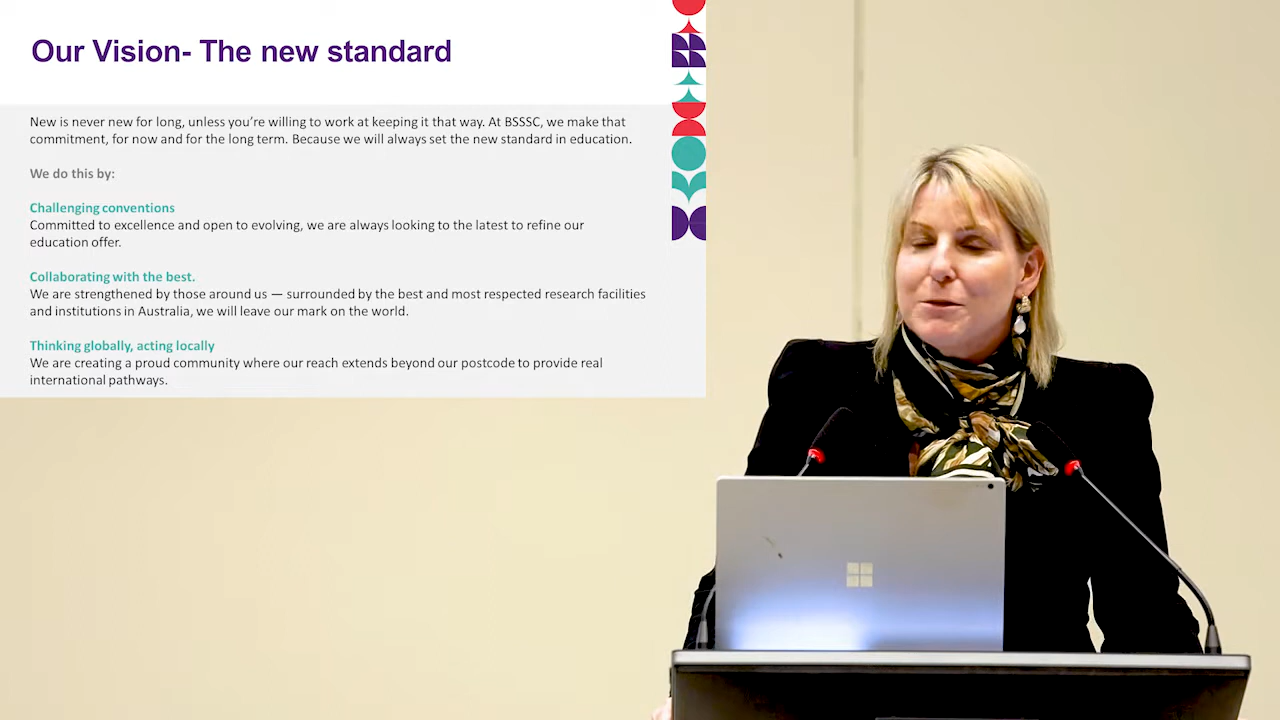 Our Vision- The new standard
New is never new for long, unless you’re willing to work at keeping it that way. At BSSSC, we make that
commitment, for now and for the long term. Because we will always set the new standard in education.
We do this by:
Challenging conventions
Committed to excellence and open to evolving, we are always looking to the latest to refine our
education offer.
Collaborating with the best.
We are strengthened by those around us — surrounded by the best and most respected research facilities
and institutions in Australia, we will leave our mark on the world.
Thinking globally, acting locally
We are creating a proud community where our reach extends beyond our postcode to provide real
international pathways.